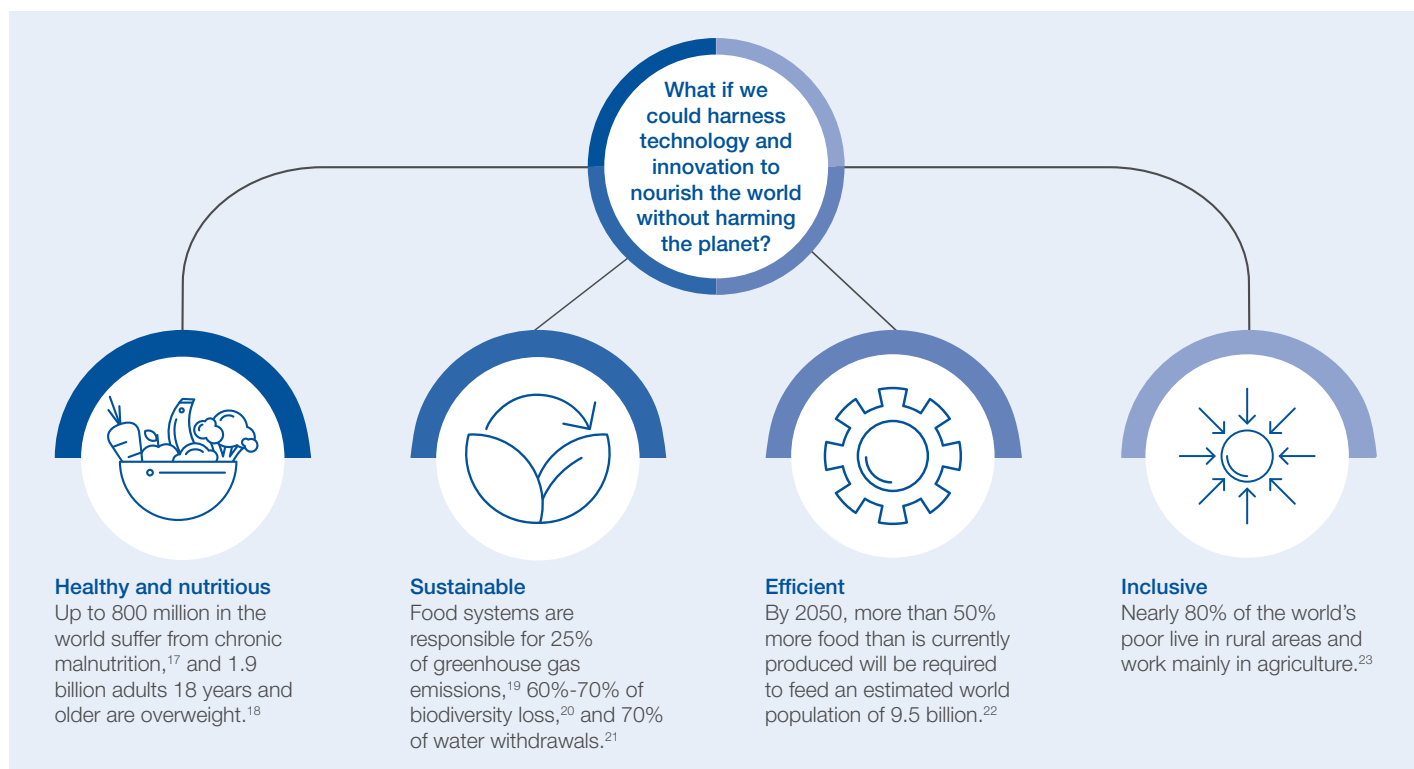 What if we
could harness
technology and
innovation to
nourish the world
without harming
the planet?
Healthy and nutritious
Up to 800 million in the
world suffer from chronic
malnutrition,17 and 1.9
billion adults 18 years and
older are overweight.18
Sustainable
Food systems are
responsible for 25%
of greenhouse gas
emissions,19 60%-70% of
biodiversity loss,20 and 70%
of water withdrawals.21
Efficient
By 2050, more than 50%
more food than is currently
produced will be required
to feed an estimated world
population of 9.5 billion.22
Inclusive
Nearly 80% of the world's
poor live in rural areas and
work mainly in agriculture.23